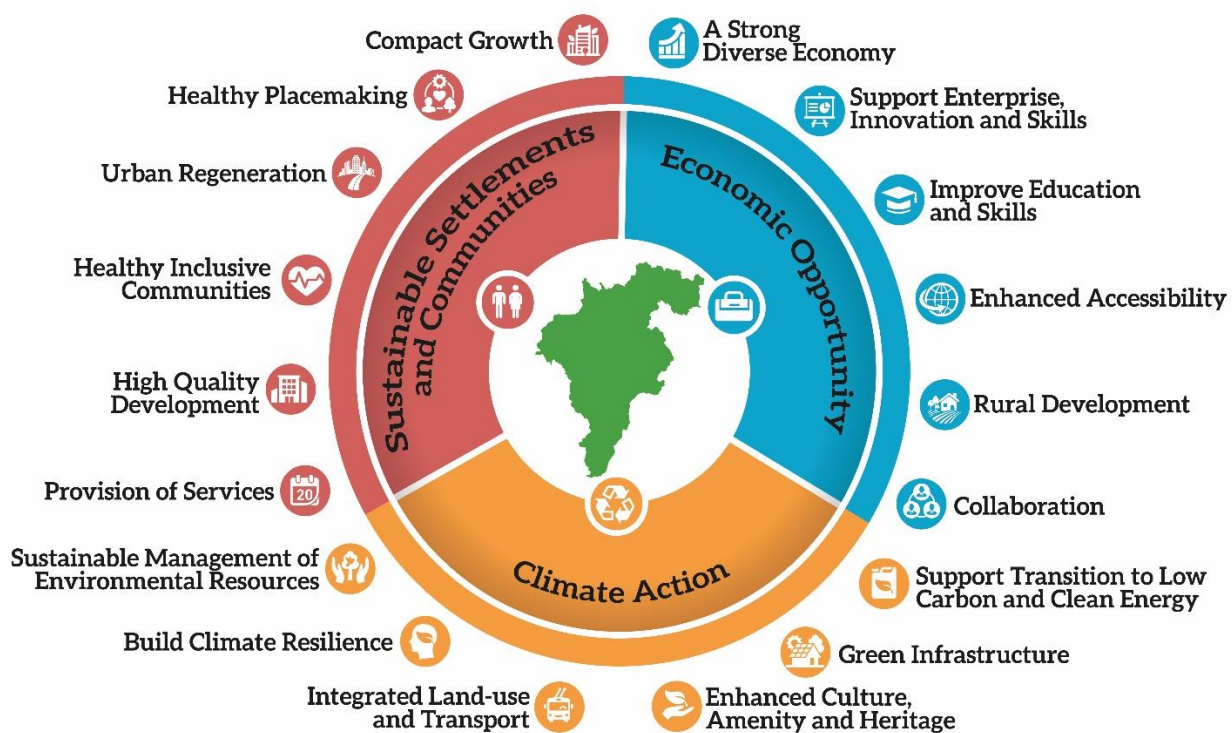 Compact Growth
Healthy Placemaking
Urban Regeneration
Healthy Inclusive
Communities
High Quality
Development
Provision of Services
20
Sustainable Settlements
and Communities
A Strong
Diverse Economy
Support Enterprise,
Innovation and Skills
Improve Education
and Skills
Enhanced Accessibility
Rural Development
Collaboration
Economic Opportunity
Sustainable Management of
Environmental Resources
Build Climate Resilience
Integrated Land-use
and Transport
Enhanced Culture,
Amenity and Heritage
Green Infrastructure
Support Transition to Low
Carbon and Clean Energy
Climate Action